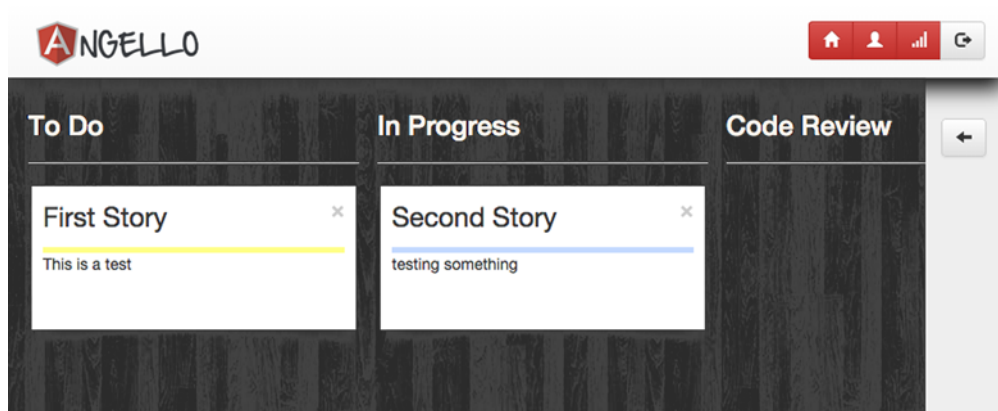 ANGELLO
To Do
In Progress
Code Review
First Story ×
Second Story ×
This is a test
testing something